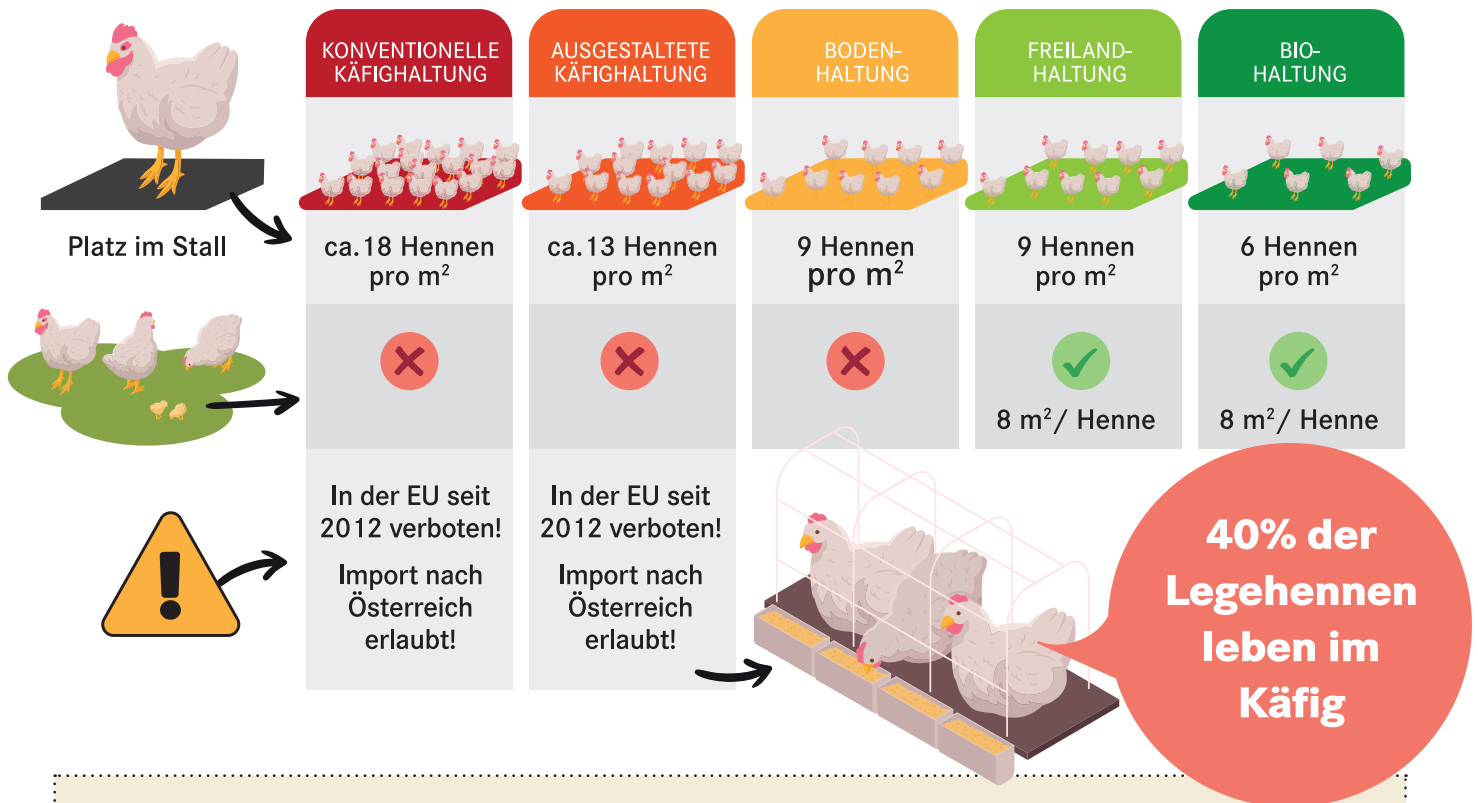 KONVENTIONELLE
KÄFIGHALTUNG
AUSGESTALTETE
KÄFIGHALTUNG
BODEN-
HALTUNG
FREILAND-
HALTUNG
BIO-
HALTUNG
Platz im Stall
ca.18 Hennen
pro m²
ca.13 Hennen
pro m²
9 Hennen
pro m²
9 Hennen
pro m²
6 Hennen
pro m²
8 m²/ Henne
8 m²/ Henne
In der EU seit
2012 verboten!
Import nach
Österreich
erlaubt!
In der EU seit
2012 verboten!
Import nach
Österreich
erlaubt!
40% der
Legehennen
leben im
Käfig